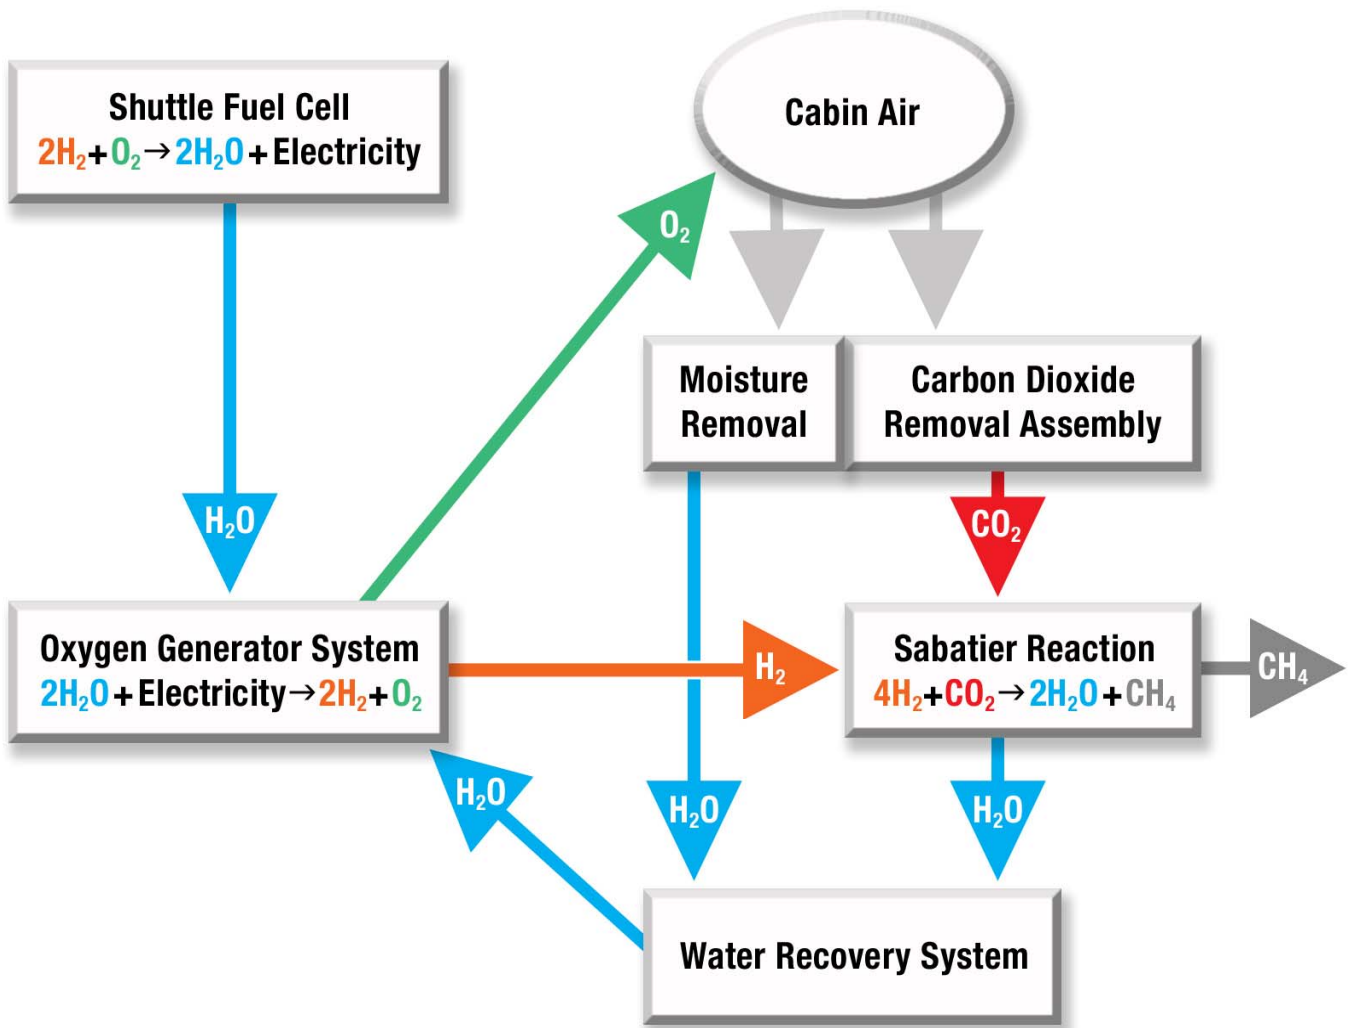 Shuttle Fuel Cell
2H₂+O₂→2H₂O+Electricity
Cabin Air
O₂
Moisture
Removal
Carbon Dioxide
Removal Assembly
H₂O
CO₂
Oxygen Generator System
2H₂O+Electricity→2H₂+O₂
H₂
Sabatier Reaction
4H₂+CO₂→2H₂O+CH₄
CH₄
H₂O
H₂O
H₂O
Water Recovery System